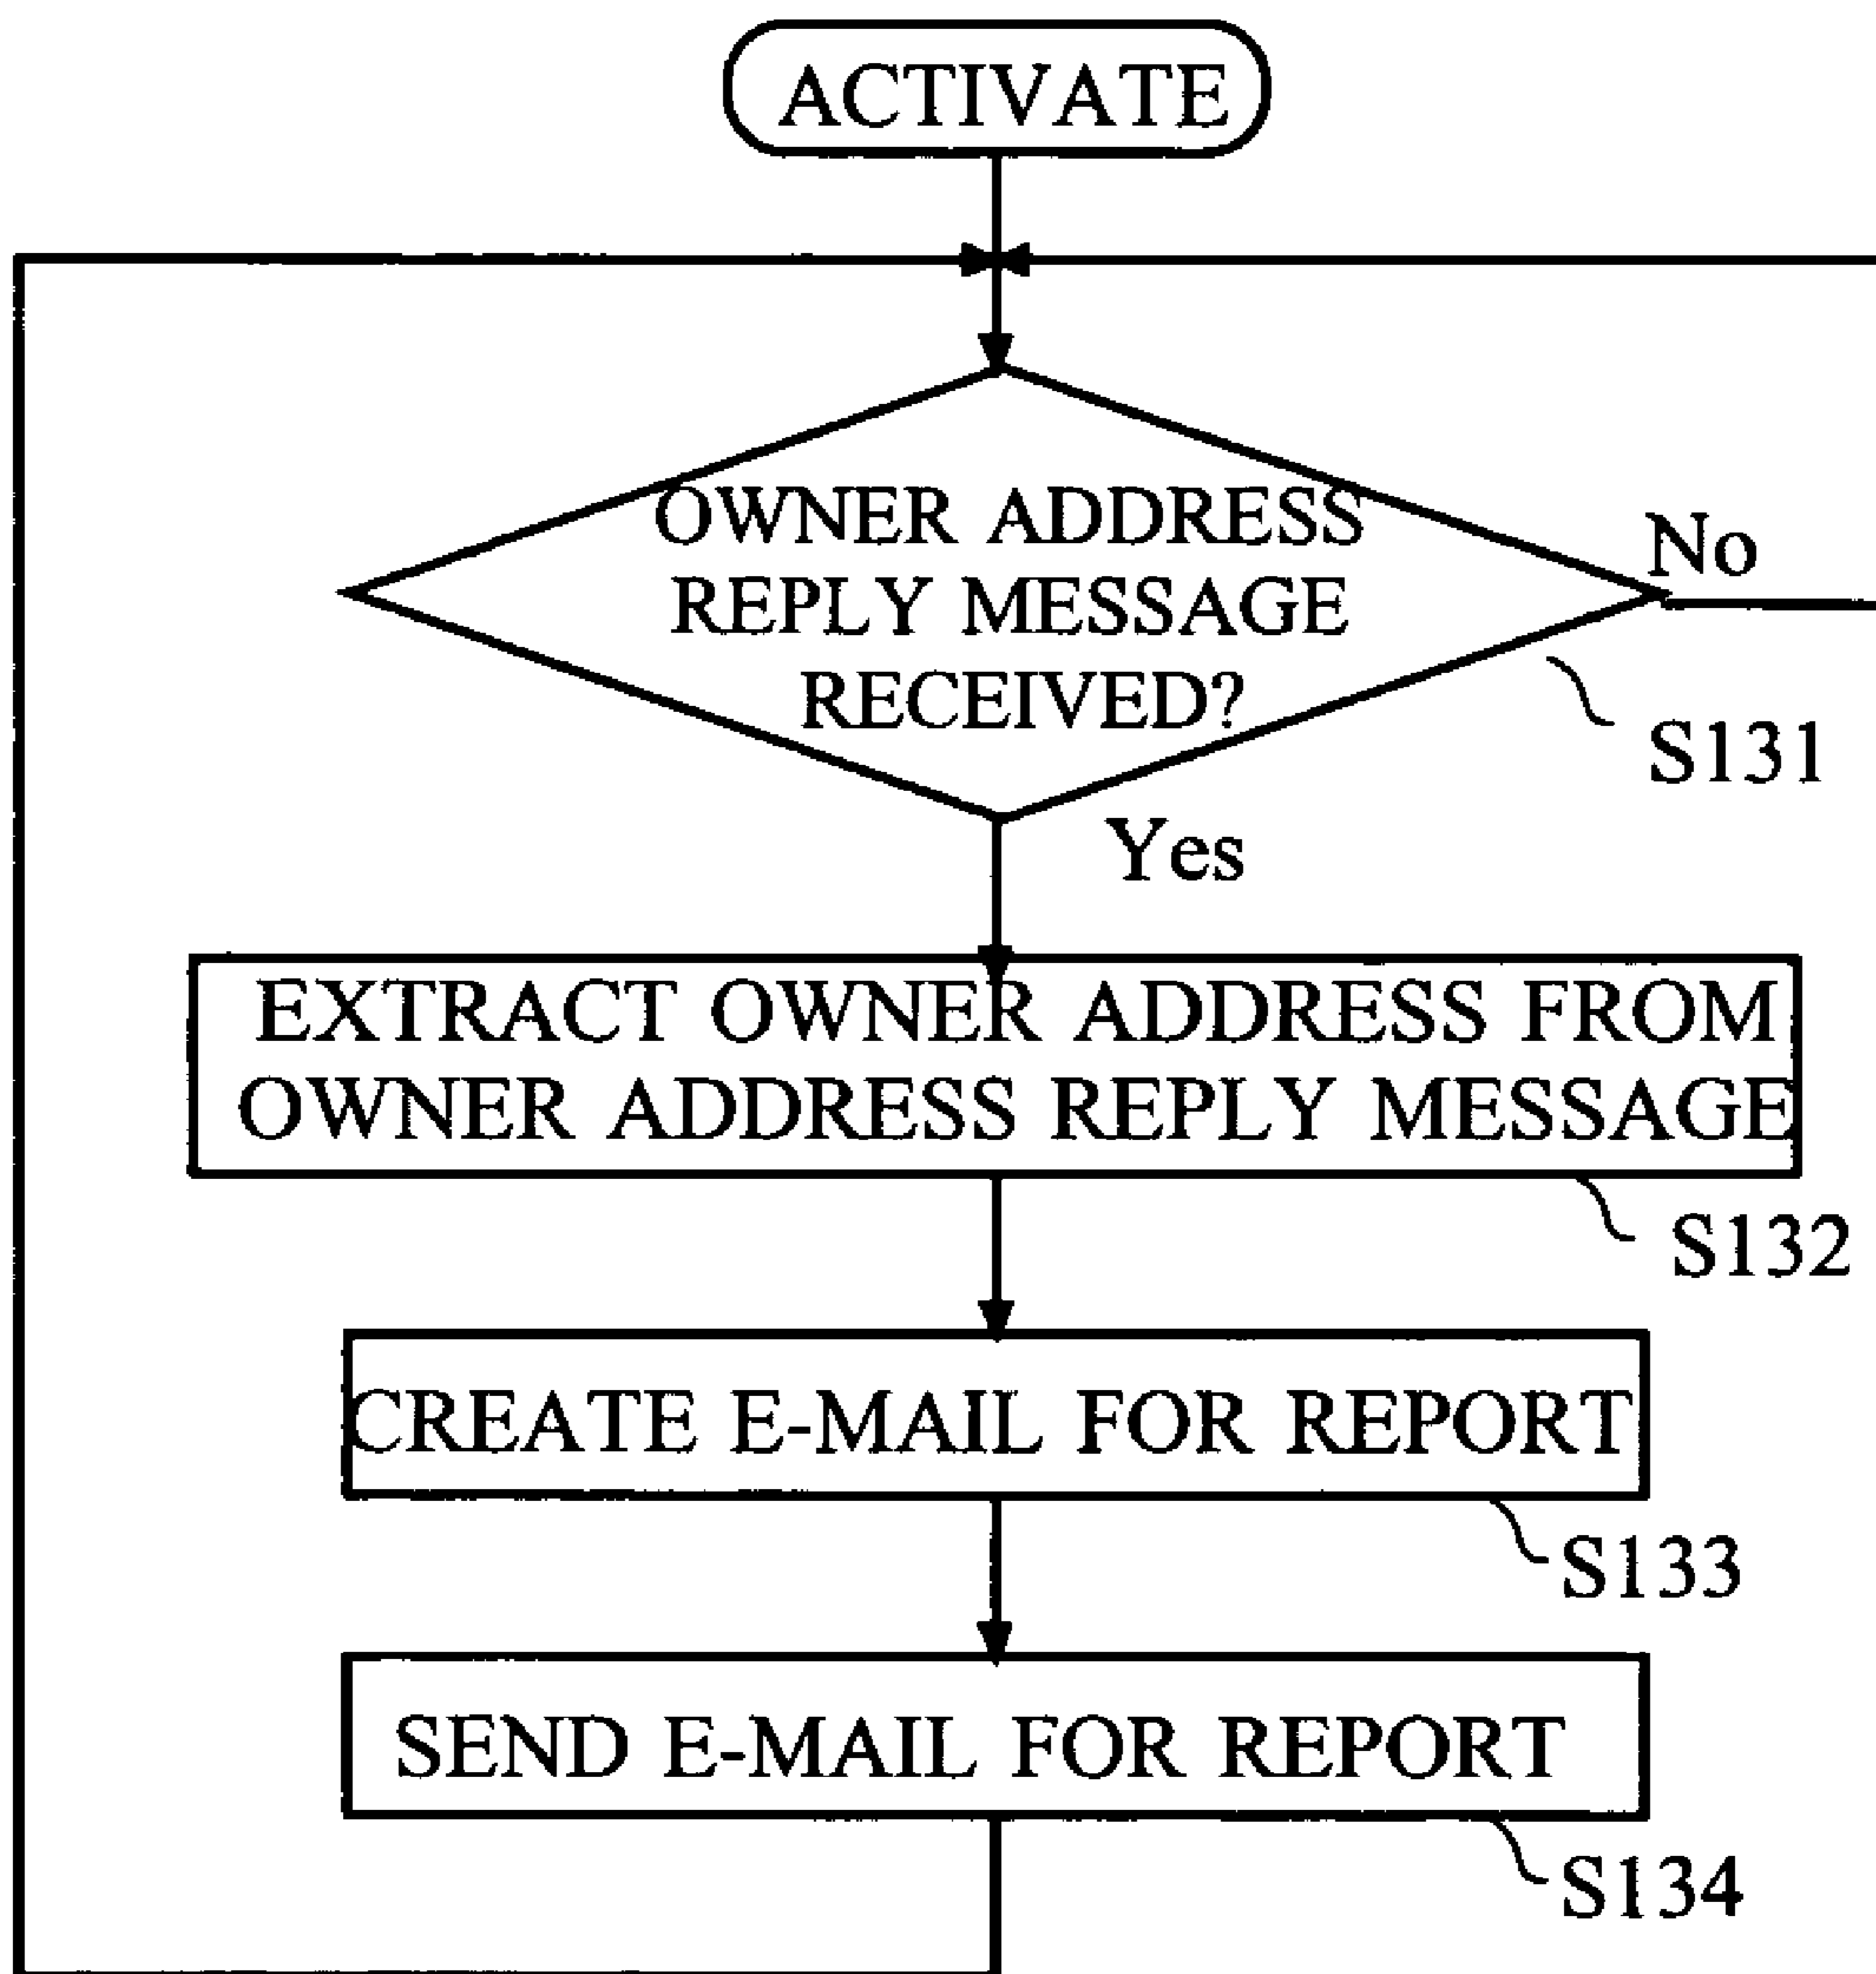 ACTIVATE
OWNER ADDRESS
REPLY MESSAGE
RECEIVED?
No
S131
Yes
EXTRACT OWNER ADDRESS FROM
OWNER ADDRESS REPLY MESSAGE
S132
CREATE E-MAIL FOR REPORT
S133
SEND E-MAIL FOR REPORT
S134